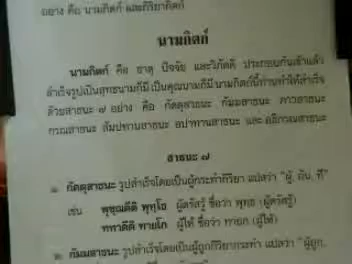 อย่าง คือ นามกิตก์ และกิริยากิตก์
นามกิตก์
นามกิตก์ คือ ธาตุ ปัจจัย และวิภัตติ ประกอบกันเข้าแล้ว
สำเร็จรูปเป็นสุทธนามก็มี เป็นคุณนามก็มี นามกิตก์นี้ท่านทำให้สำเร็จ
ด้วยสาธนะ ๗ อย่าง คือ กัตตุสาธนะ กัมมสาธนะ ภาวสาธนะ
กรณสาธนะ สัมปทานสาธนะ อปาทานสาธนะ และ อธิกรณสาธนะ
สาธนะ ๗
๑. กัตตุสาธนะ รูปสำเร็จโดยเป็นผู้กระทำกิริยา แปลว่า "ผู้, อัน, ที่"
เช่น พุชฺฌตีติ พุทฺโธ ผู้ตรัสรู้ ชื่อว่า พุทธ (ผู้ตรัสรู้)
ททาตีติ ทายโก ผู้ให้ ชื่อว่า ทายก (ผู้ให้)
๒. กัมมสาธนะ รูปสำเร็จโดยเป็นผู้ถูกกิริยากระทำ แปลว่า "ผู้ถูก,